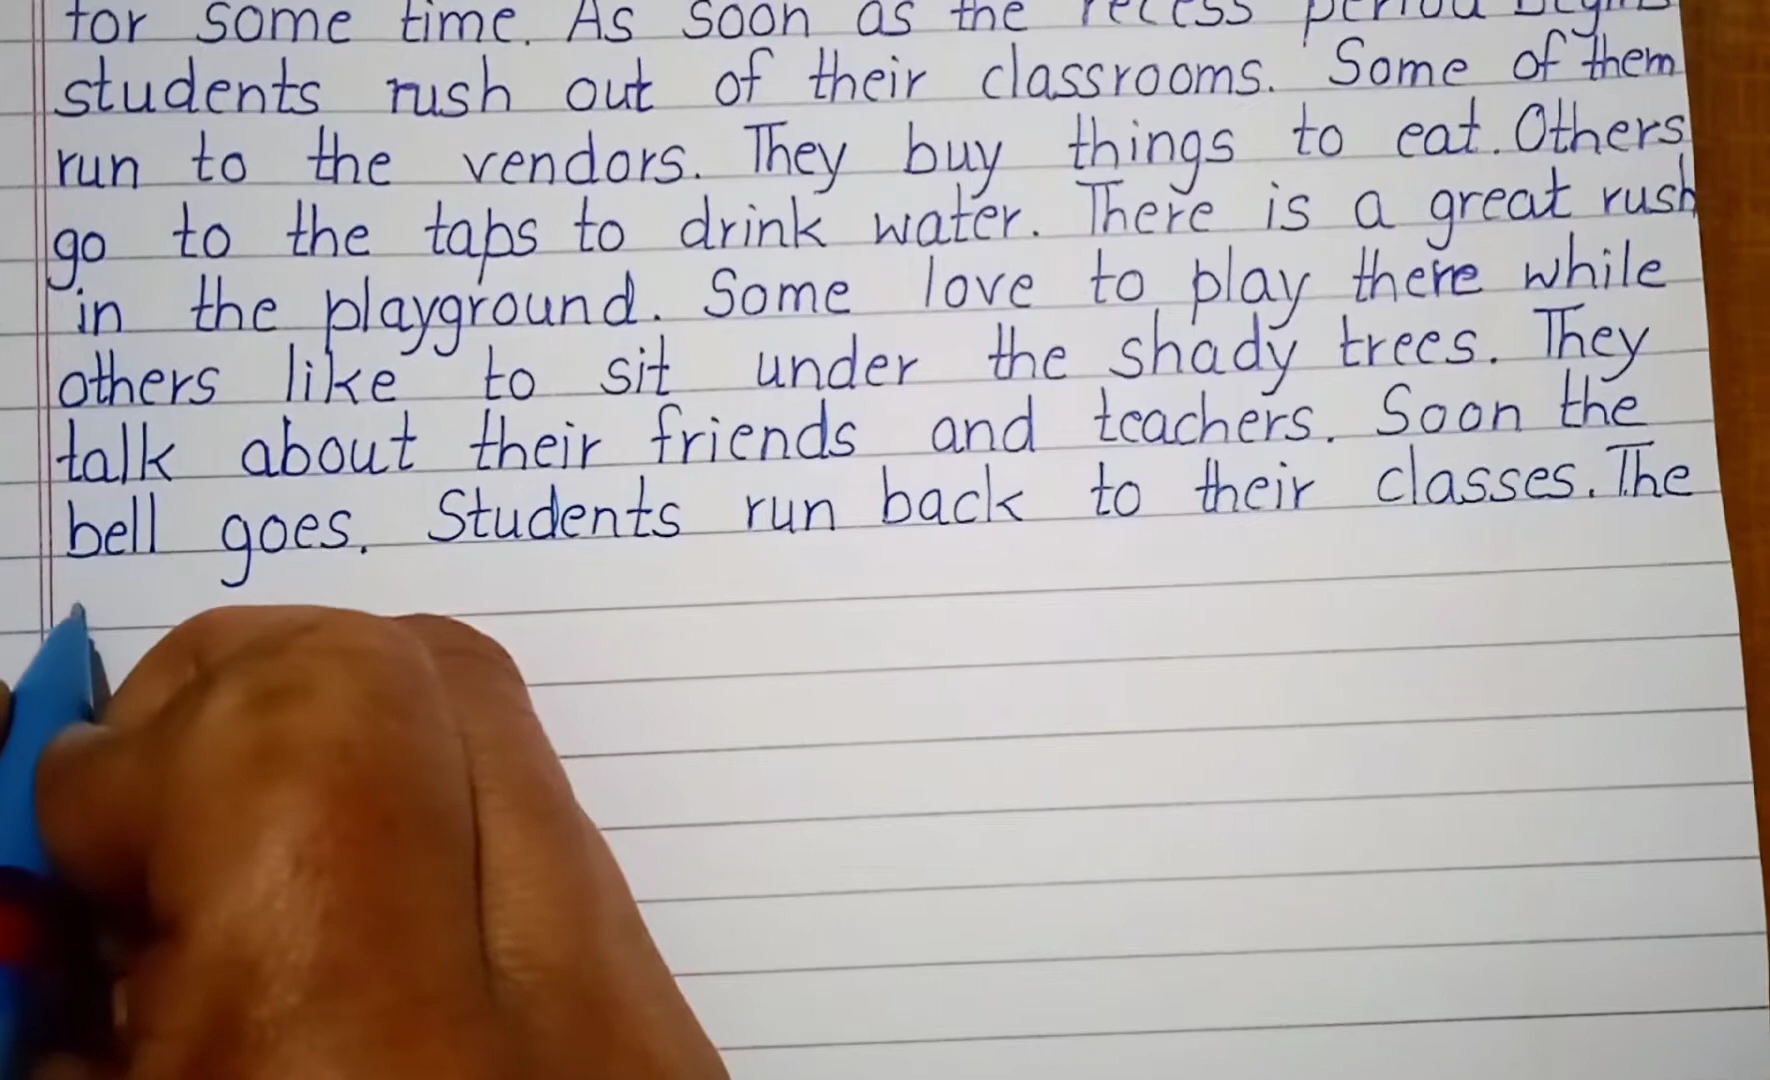 for some time. As soon as the recess period begins
students rush out of their classrooms. Some of them
run to the vendors. They buy things to eat. Others
go to the taps to drink water. There is a great rush
in the playground. Some love to play there while
others like to sit under the shady trees. They
talk about their friends and teachers. Soon the
bell goes. Students run back to their classes. The